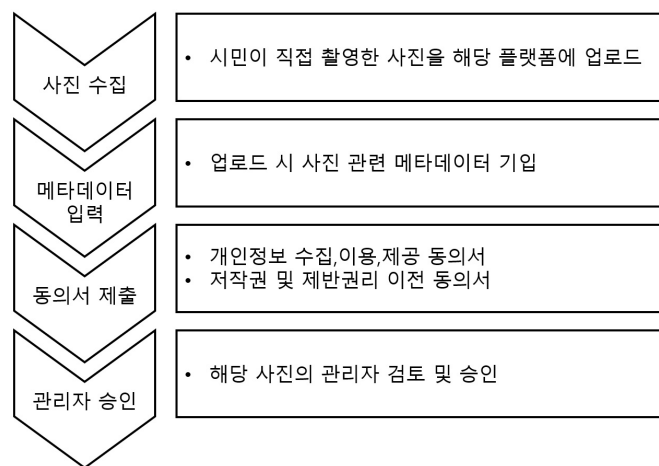 사진 수집
• 시민이 직접 촬영한 사진을 해당 플랫폼에 업로드
메타데이터
입력
• 업로드 시 사진 관련 메타데이터 기입
동의서 제출
• 개인정보 수집,이용,제공 동의서
• 저작권 및 제반권리 이전 동의서
관리자 승인
• 해당 사진의 관리자 검토 및 승인